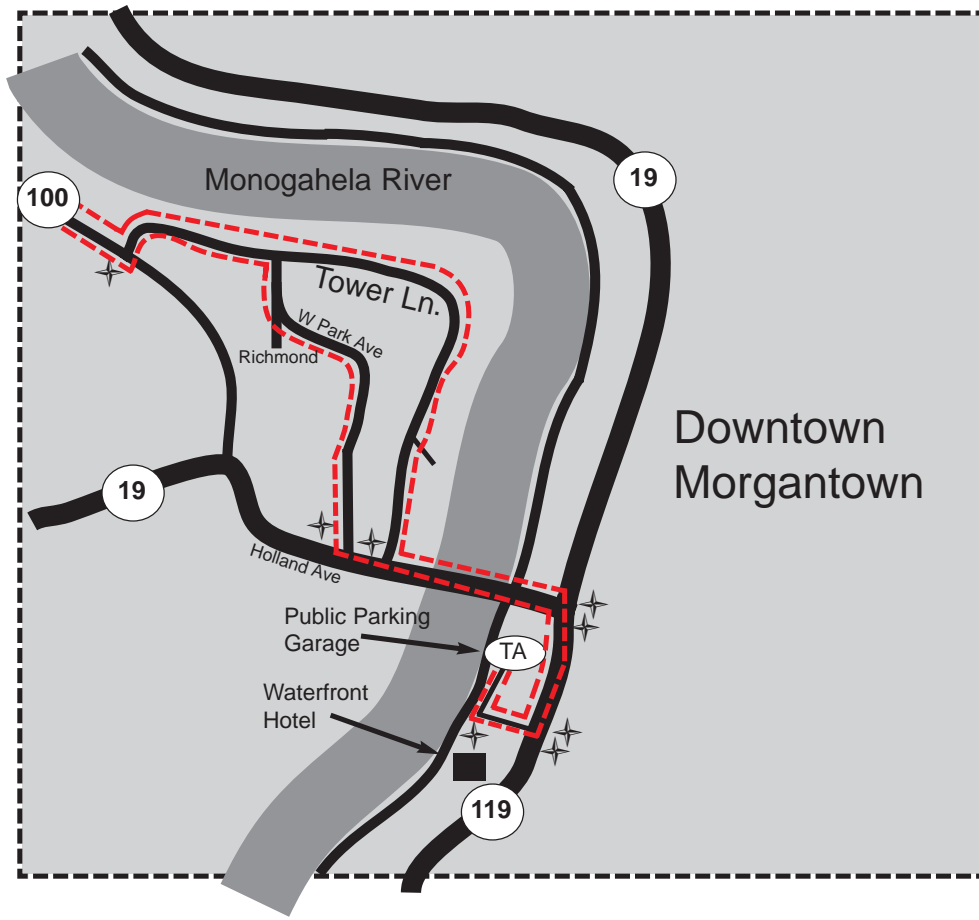 Monogahela River
19
100
Tower Ln.
W Park Ave
Richmond
Downtown
Morgantown
19
Holland Ave
Public Parking
Garage
TA
Waterfront
Hotel
119